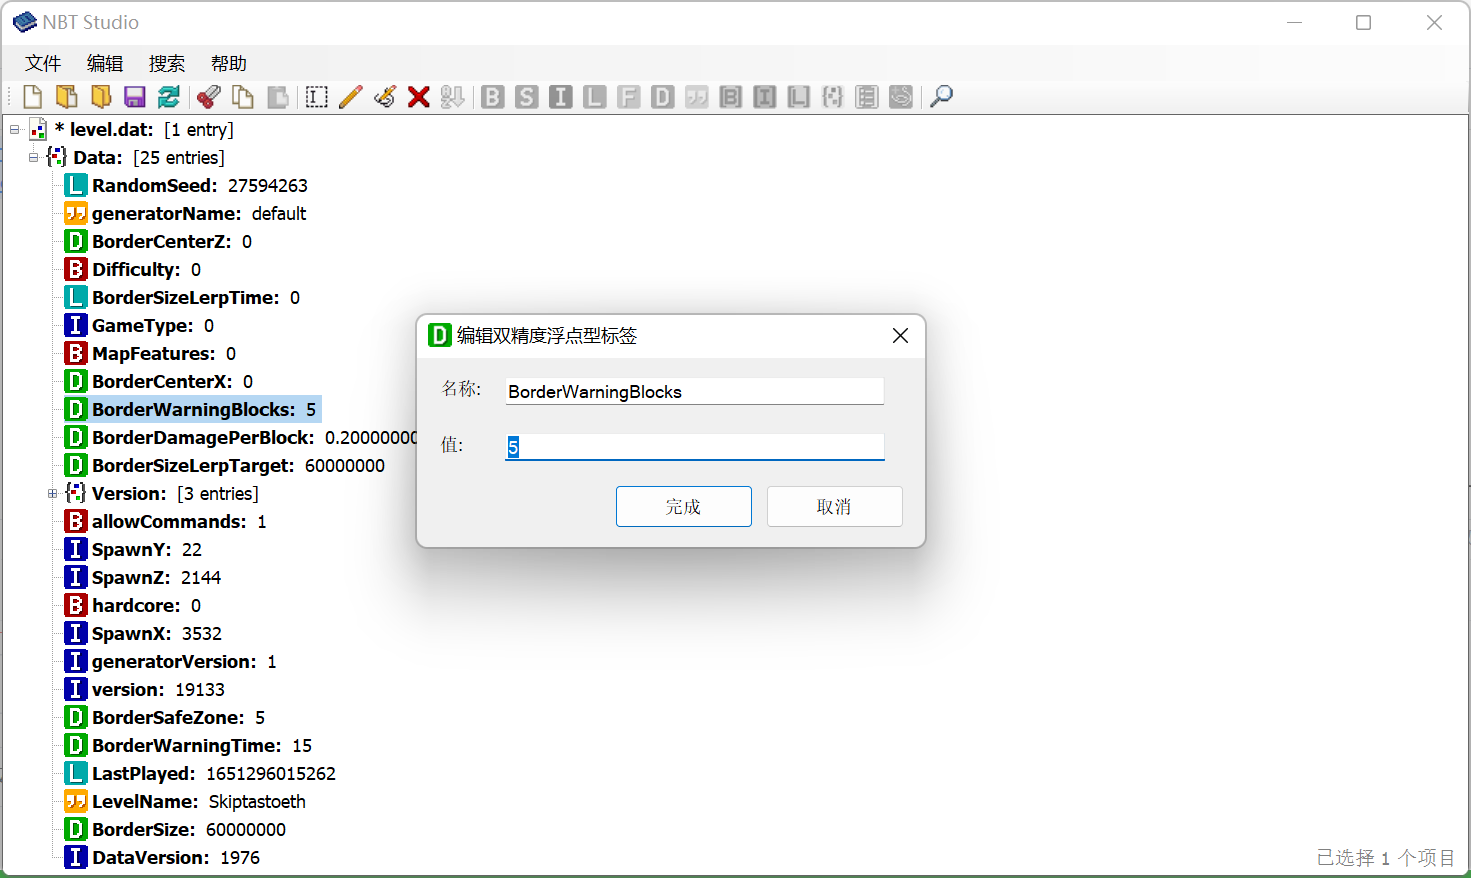 NBT Studio
文件 编辑 搜索 帮助
* level.dat: [1 entry]
Data: [25 entries]
RandomSeed: 27594263
generatorName: default
BorderCenterZ: 0
Difficulty: 0
BorderSizeLerpTime: 0
GameType: 0
MapFeatures: 0
BorderCenterX: 0
BorderWarningBlocks: 5
BorderDamagePerBlock: 0.20000000
BorderSizeLerpTarget: 60000000
Version: [3 entries]
allowCommands: 1
SpawnY: 22
SpawnZ: 2144
hardcore: 0
SpawnX: 3532
generatorVersion: 1
version: 19133
BorderSafeZone: 5
BorderWarningTime: 15
LastPlayed: 1651296015262
LevelName: Skiptastoeth
BorderSize: 60000000
DataVersion: 1976
编辑双精度浮点型标签
名称: BorderWarningBlocks
值: 5
完成 取消
已选择 1 个项目